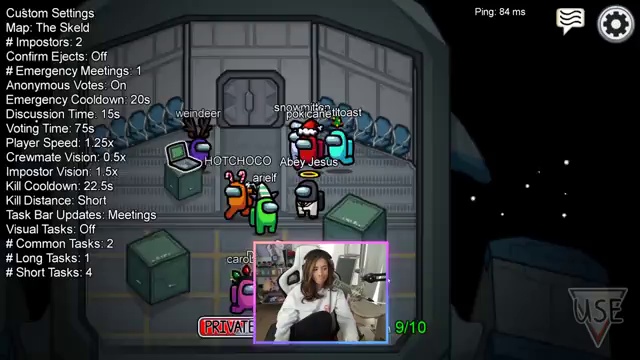 Custom Settings
Map: The Skeld
# Impostors: 2
Confirm Ejects: Off
# Emergency Meetings: 1
Anonymous Votes: On
Emergency Cooldown: 20s
Discussion Time: 15s
Voting Time: 75s
Player Speed: 1.25x
Crewmate Vision: 0.5x
Impostor Vision: 1.5x
Kill Cooldown: 22.5s
Kill Distance: Short
Task Bar Updates: Meetings
Visual Tasks: Off
# Common Tasks: 2
# Long Tasks: 1
# Short Tasks: 4
Ping: 84 ms
weindeer
snowmitten
HOTCHOCO
Abey Jesus
arielf
PRIVATE
9/10
USE